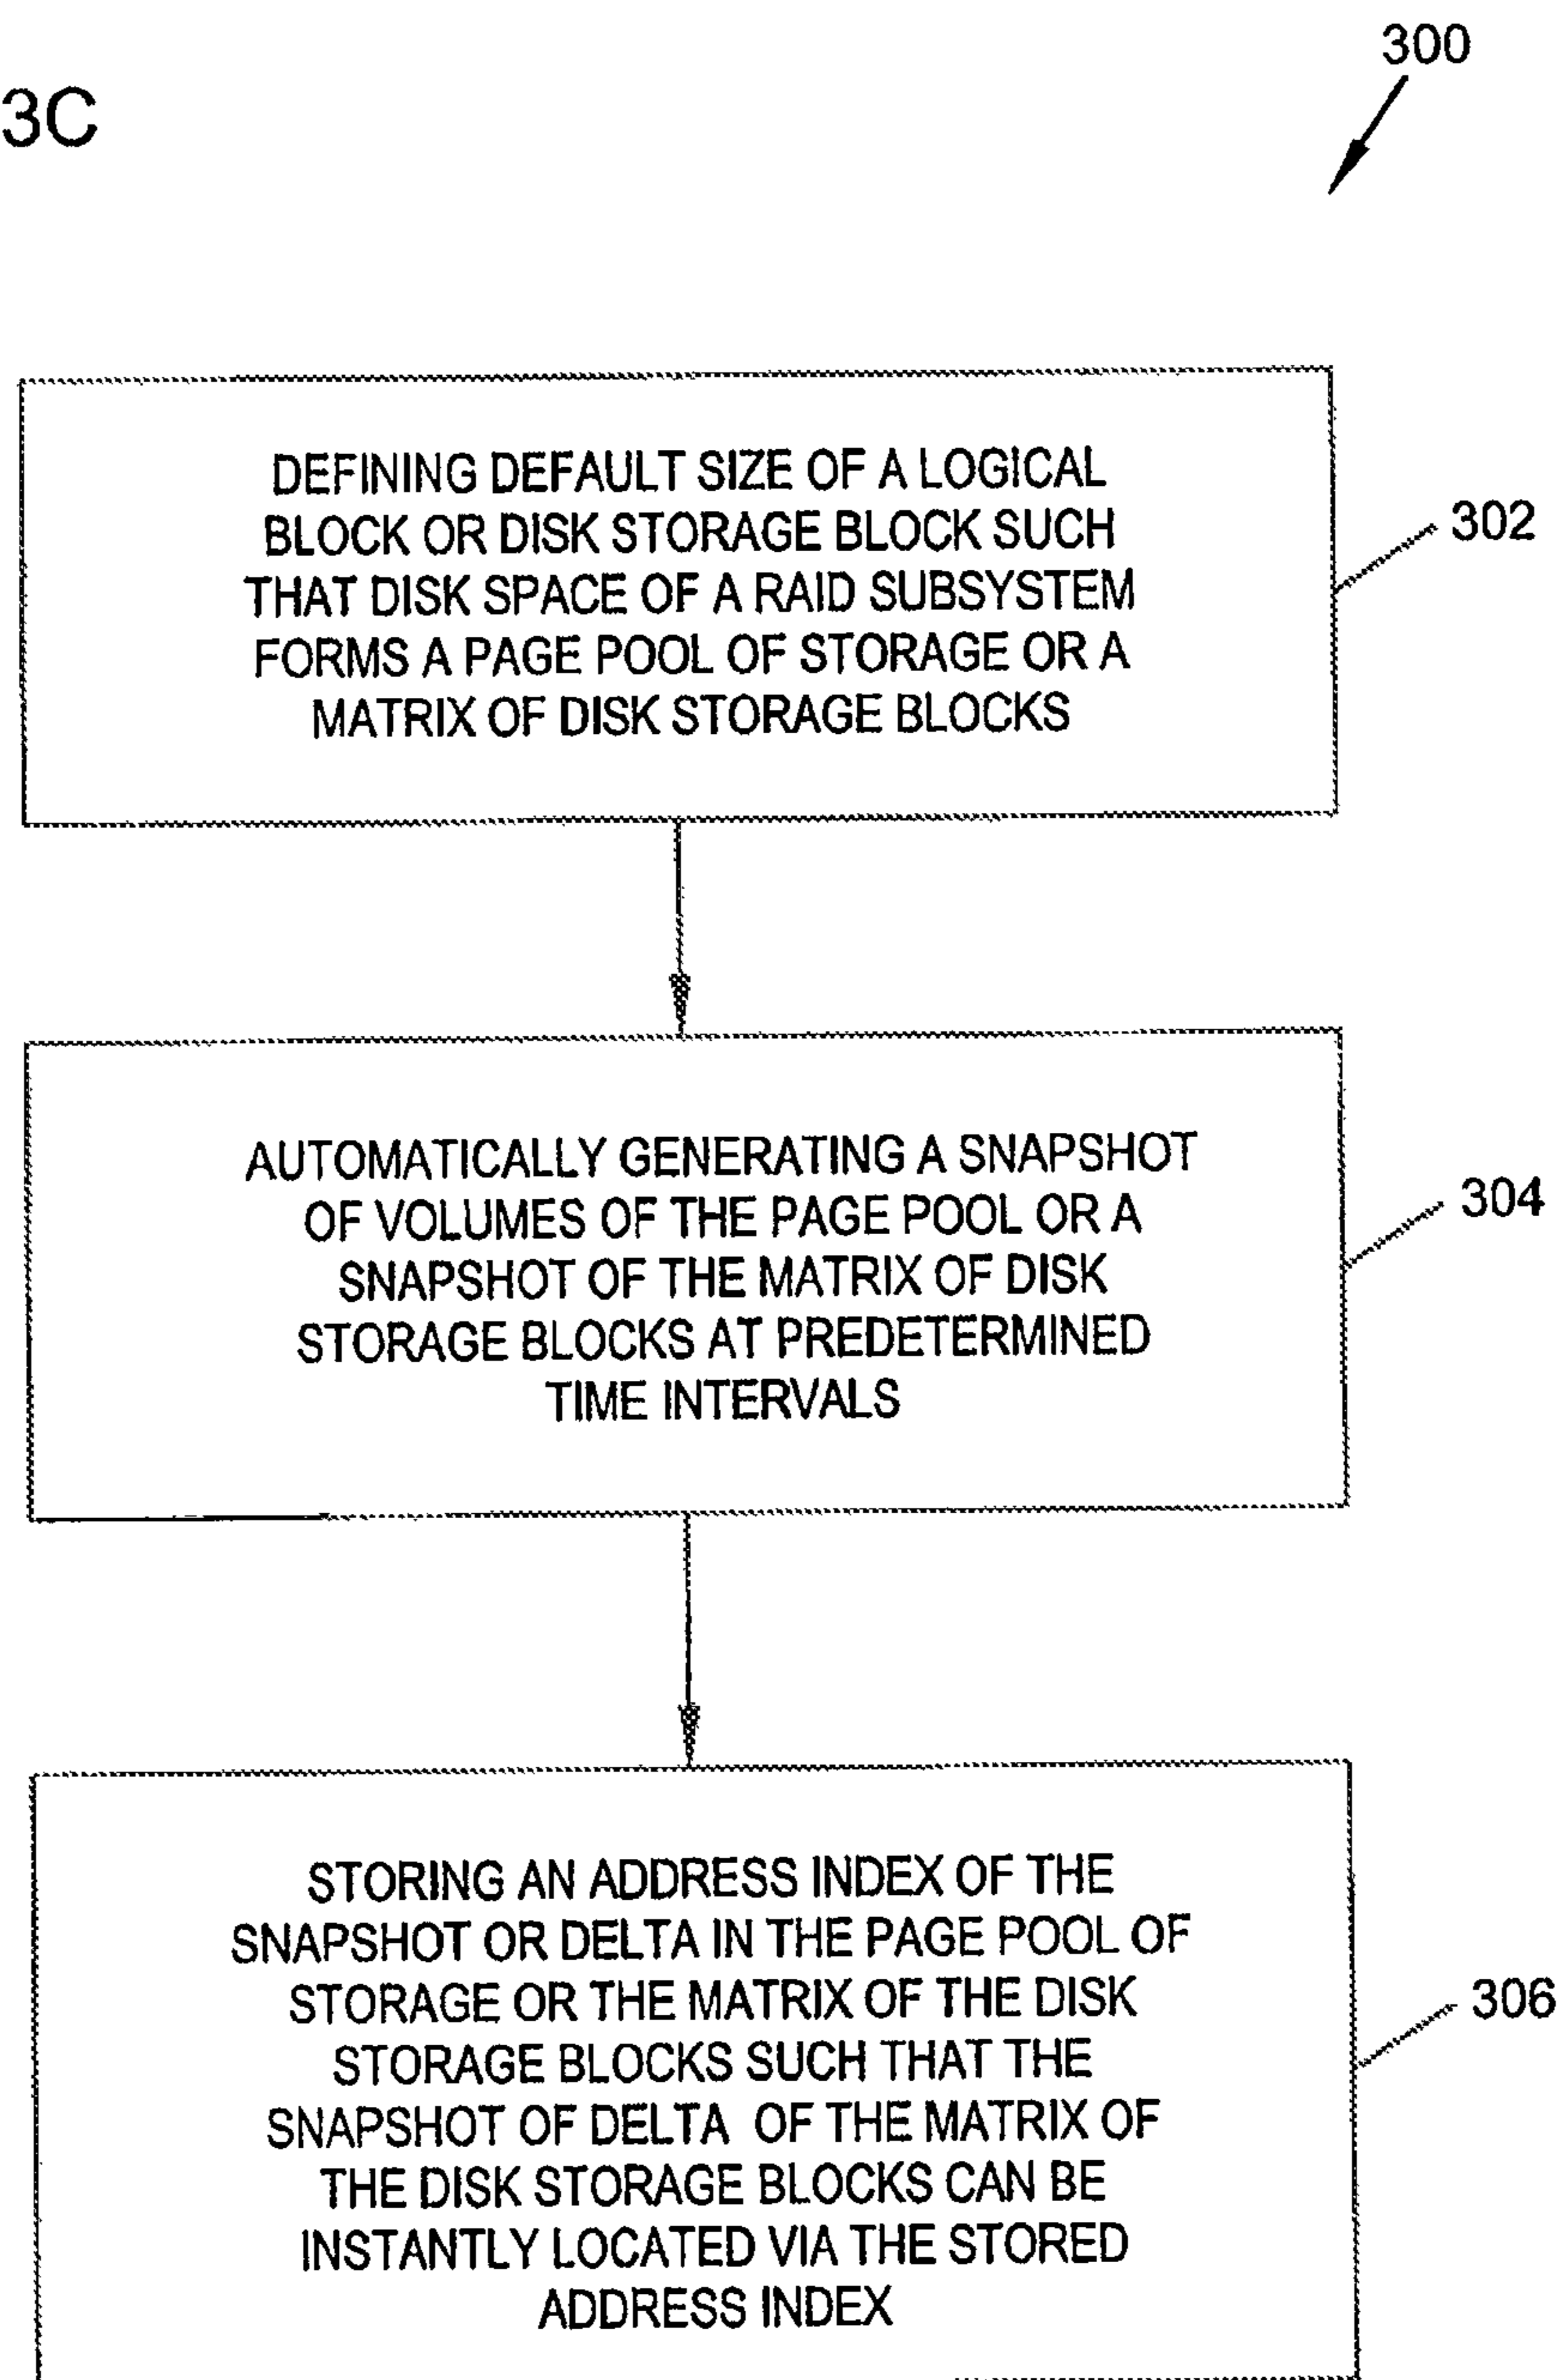 300
3C
DEFINING DEFAULT SIZE OF A LOGICAL
BLOCK OR DISK STORAGE BLOCK SUCH
THAT DISK SPACE OF A RAID SUBSYSTEM
FORMS A PAGE POOL OF STORAGE OR A
MATRIX OF DISK STORAGE BLOCKS
302
AUTOMATICALLY GENERATING A SNAPSHOT
OF VOLUMES OF THE PAGE POOL OR A
SNAPSHOT OF THE MATRIX OF DISK
STORAGE BLOCKS AT PREDETERMINED
TIME INTERVALS
304
STORING AN ADDRESS INDEX OF THE
SNAPSHOT OR DELTA IN THE PAGE POOL OF
STORAGE OR THE MATRIX OF THE DISK
STORAGE BLOCKS SUCH THAT THE
SNAPSHOT OF DELTA OF THE MATRIX OF
THE DISK STORAGE BLOCKS CAN BE
INSTANTLY LOCATED VIA THE STORED
ADDRESS INDEX
306